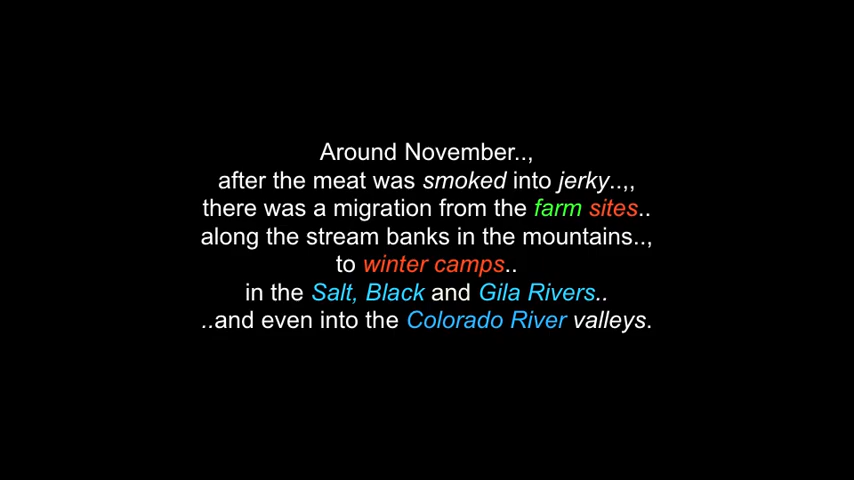 Around November..,
after the meat was smoked into jerky..,,
there was a migration from the farm sites..
along the stream banks in the mountains..,
to winter camps..
in the Salt, Black and Gila Rivers..
..and even into the Colorado River valleys.